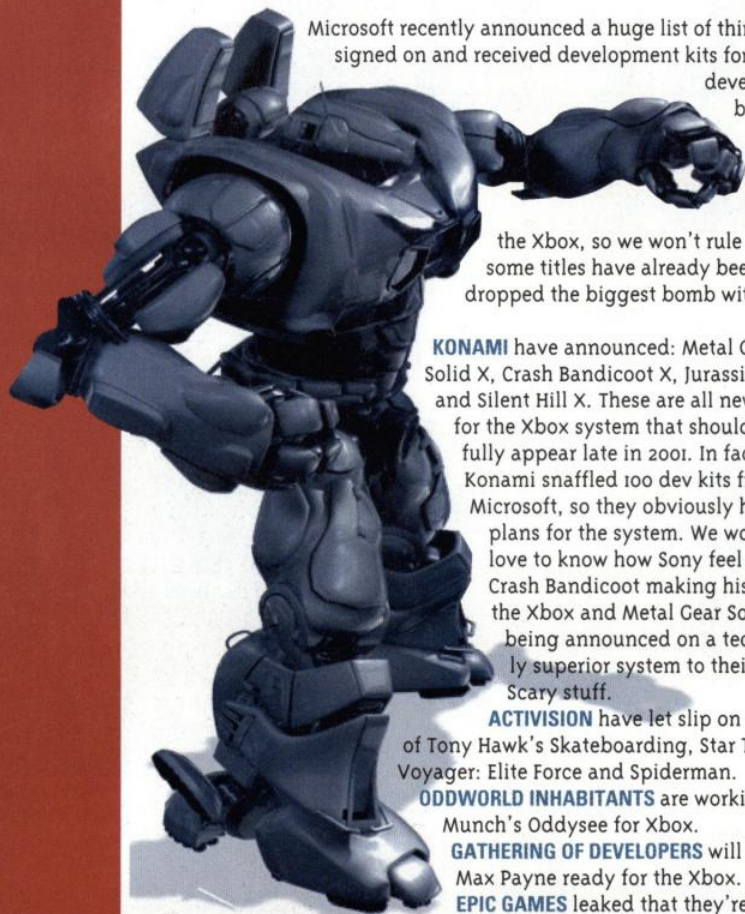 Microsoft recently announced a huge list of thir
signed on and received development kits for
deve
b
the Xbox, so we won't rule
some titles have already bee
dropped the biggest bomb wit
KONAMI have announced: Metal G
Solid X, Crash Bandicoot X, Jurassi
and Silent Hill X. These are all nev
for the Xbox system that should
fully appear late in 2001. In fac
Konami snaffled 100 dev kits f
Microsoft, so they obviously h
plans for the system. We wo
love to know how Sony feel
Crash Bandicoot making his
the Xbox and Metal Gear So
being announced on a tec
ly superior system to thei
Scary stuff.
ACTIVISION have let slip on
of Tony Hawk's Skateboarding, Star T
Voyager: Elite Force and Spiderman.
ODDWORLD INHABITANTS are worki
Munch's Oddysee for Xbox.
GATHERING OF DEVELOPERS will
Max Payne ready for the Xbox.
EPIC GAMES leaked that they're